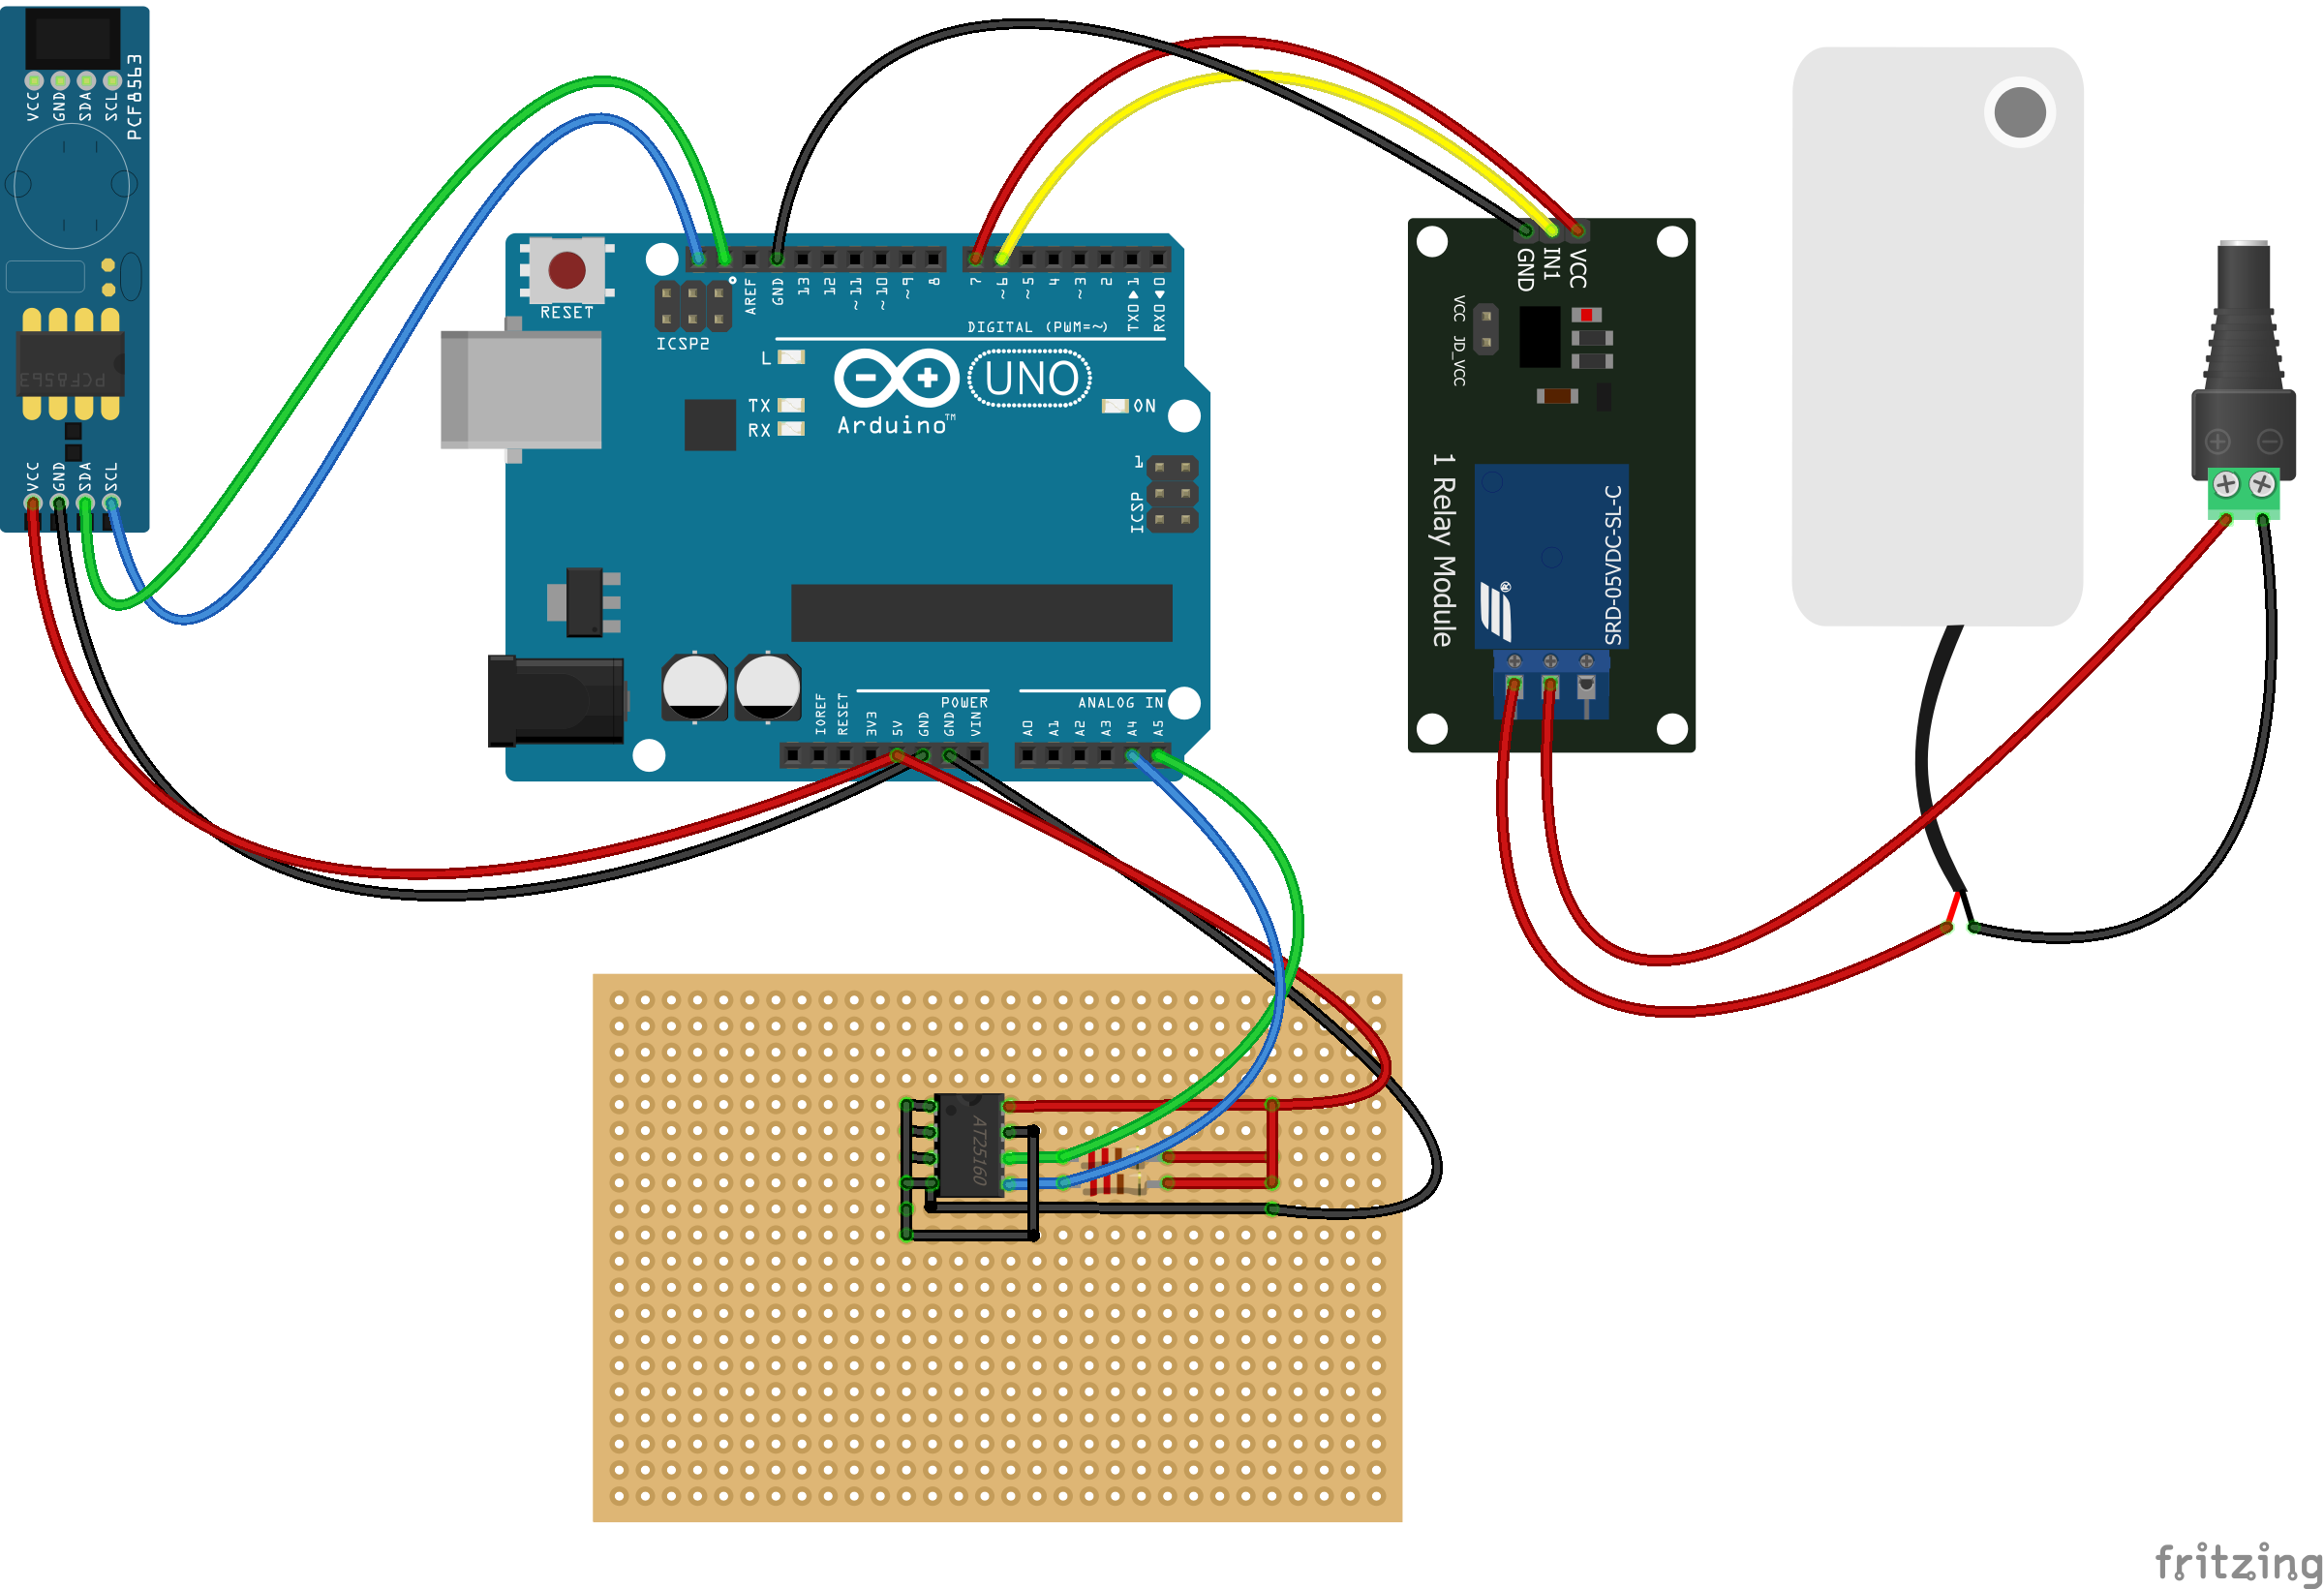 VCC
GND
SDA
SCL
PCF8563
PCF8563
VCC
GND
SDA
SCL
RESET
ICSP2
AREF
GND
13
12
~11
~10
~9
8
7
~6
~5
4
~3
2
TX0▶1
RX0◀0
DIGITAL (PWM=~)
L
TX
RX
UNO
Arduino™
ON
1
ICSP
IOREF
RESET
3V3
5V
GND
GND
VIN
POWER
A0
A1
A2
A3
A4
A5
ANALOG IN
GND
IN1
VCC
VCC JD_VCC
1 Relay Module
SRD-05VDC-SL-C
®
AT25160
fritzing